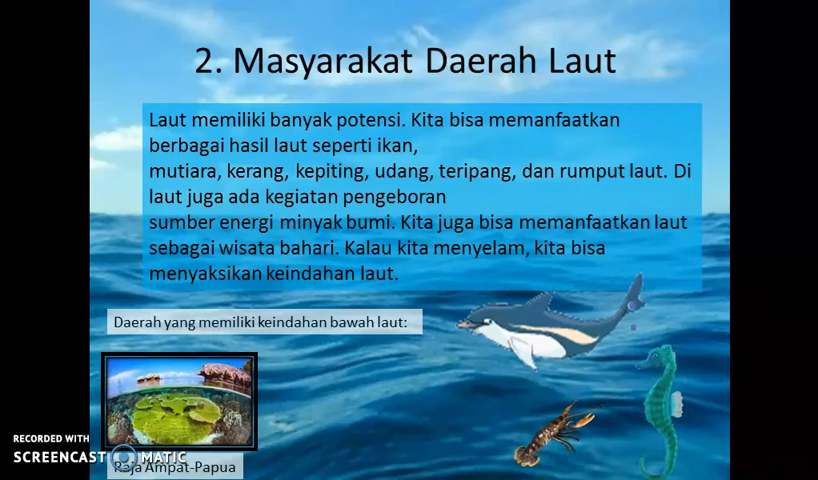 2. Masyarakat Daerah Laut
Laut memiliki banyak potensi. Kita bisa memanfaatkan
berbagai hasil laut seperti ikan,
mutiara, kerang, kepiting, udang, teripang, dan rumput laut. Di
laut juga ada kegiatan pengeboran
sumber energi minyak bumi. Kita juga bisa memanfaatkan laut
sebagai wisata bahari. Kalau kita menyelam, kita bisa
menyaksikan keindahan laut.
Daerah yang memiliki keindahan bawah laut:
RECORDED WITH
SCREENCAST MATIC
Raja Ampat-Papua